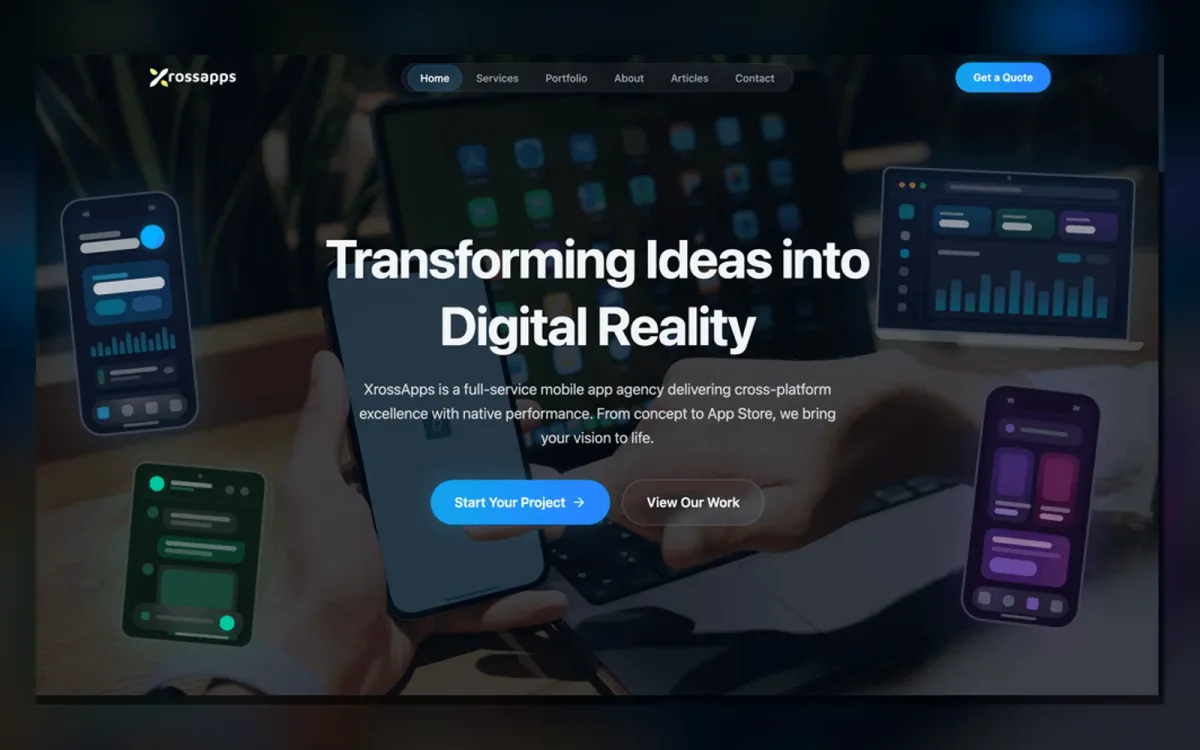 Xrossapps
Home Services Portfolio About Articles Contact
Get a Quote
Transforming Ideas into
Digital Reality
XrossApps is a full-service mobile app agency delivering cross-platform
excellence with native performance. From concept to App Store, we bring
your vision to life.
Start Your Project →
View Our Work